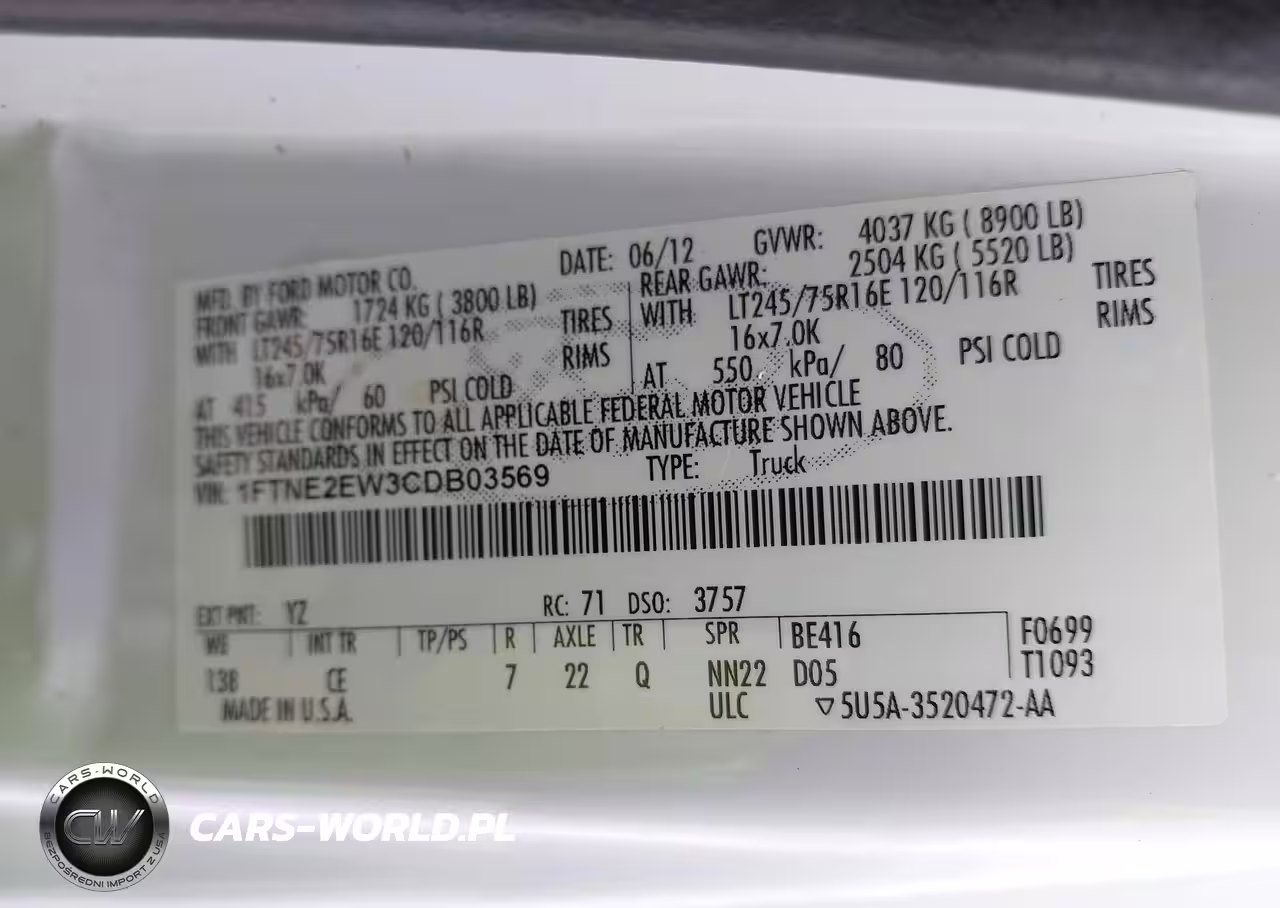 MFD. BY FORD MOTOR CO. DATE: 06/12 GVWR: 4037 KG ( 8900 LB)
FRONT GAWR: 1724 KG ( 3800 LB) REAR GAWR: 2504 KG ( 5520 LB)
WITH LT245/75R16E 120/116R TIRES WITH LT245/75R16E 120/116R TIRES
16x7.0K RIMS 16x7.0K RIMS
AT 415 kPa/ 60 PSI COLD AT 550 kPa/ 80 PSI COLD
THIS VEHICLE CONFORMS TO ALL APPLICABLE FEDERAL MOTOR VEHICLE
SAFETY STANDARDS IN EFFECT ON THE DATE OF MANUFACTURE SHOWN ABOVE.
VIN: 1FTNE2EW3CDB03569 TYPE: Truck
EXT PNT: YZ RC: 71 DSO: 3757
WB INT TR TP/PS R AXLE TR SPR BE416 F0699
138 CE 7 22 Q NN22 D05 T1093
MADE IN U.S.A. ULC ▽5U5A-3520472-AA
CARS-WORLD
CW
BEZPOŚREDNI IMPORT Z USA
CARS-WORLD.PL